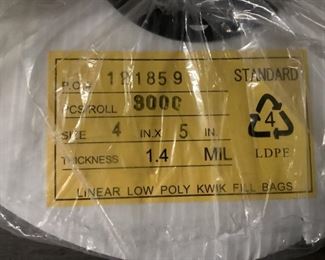 P.O.# 181859
STANDARD
PCS/ROLL 3000
SIZE 4 IN.X 5 IN.
4
THICKNESS 1.4 MIL
LDPE
LINEAR LOW POLY KWIK FILL BAGS